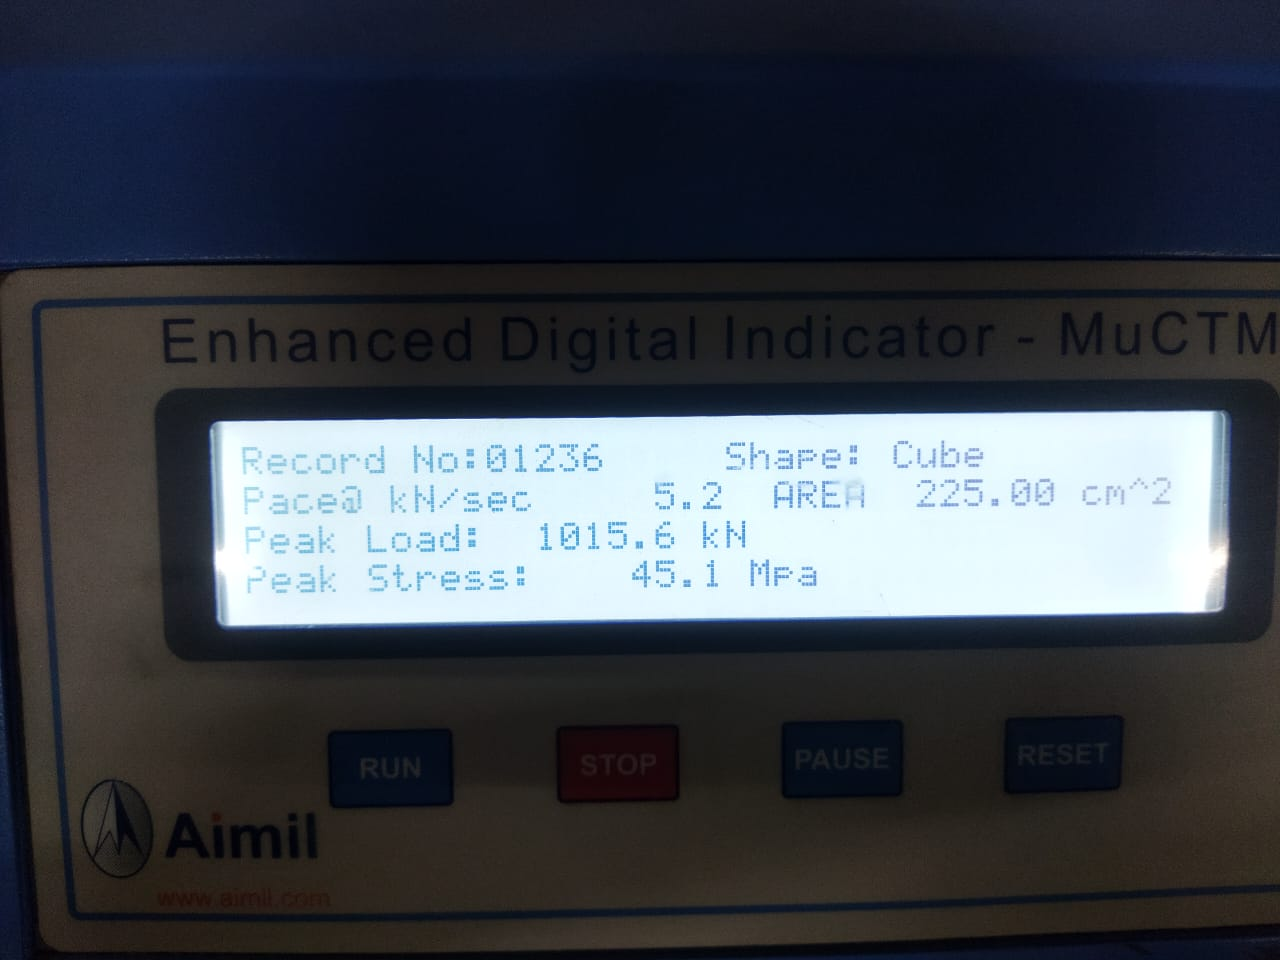 Enhanced Digital Indicator - MuCTM
Record No:01236 Shape: Cube
Pace@ kN/sec 5.2 AREA 225.00 cm^2
Peak Load: 1015.6 kN
Peak Stress: 45.1 Mpa
RUN STOP PAUSE RESET
Aimil
www.aimil.com